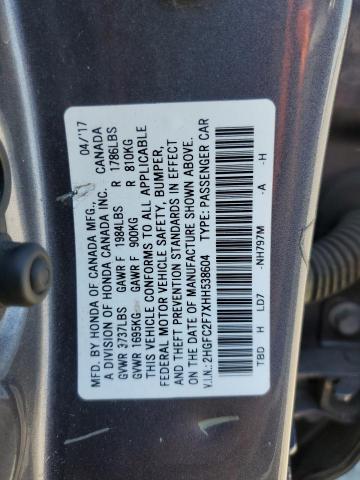 MFD. BY HONDA OF CANADA MFG., 04/'17
A DIVISION OF HONDA CANADA INC. CANADA
GVWR 3737LBS GAWR F 1984LBS R 1786LBS
GVWR 1695KG GAWR F 900KG R 810KG
THIS VEHICLE CONFORMS TO ALL APPLICABLE
FEDERAL MOTOR VEHICLE SAFETY, BUMPER,
AND THEFT PREVENTION STANDARDS IN EFFECT
ON THE DATE OF MANUFACTURE SHOWN ABOVE.
V.I.N.: 2HGFC2F7XHH538604 TYPE: PASSENGER CAR
TBD H LD7 -NH797M -A -H